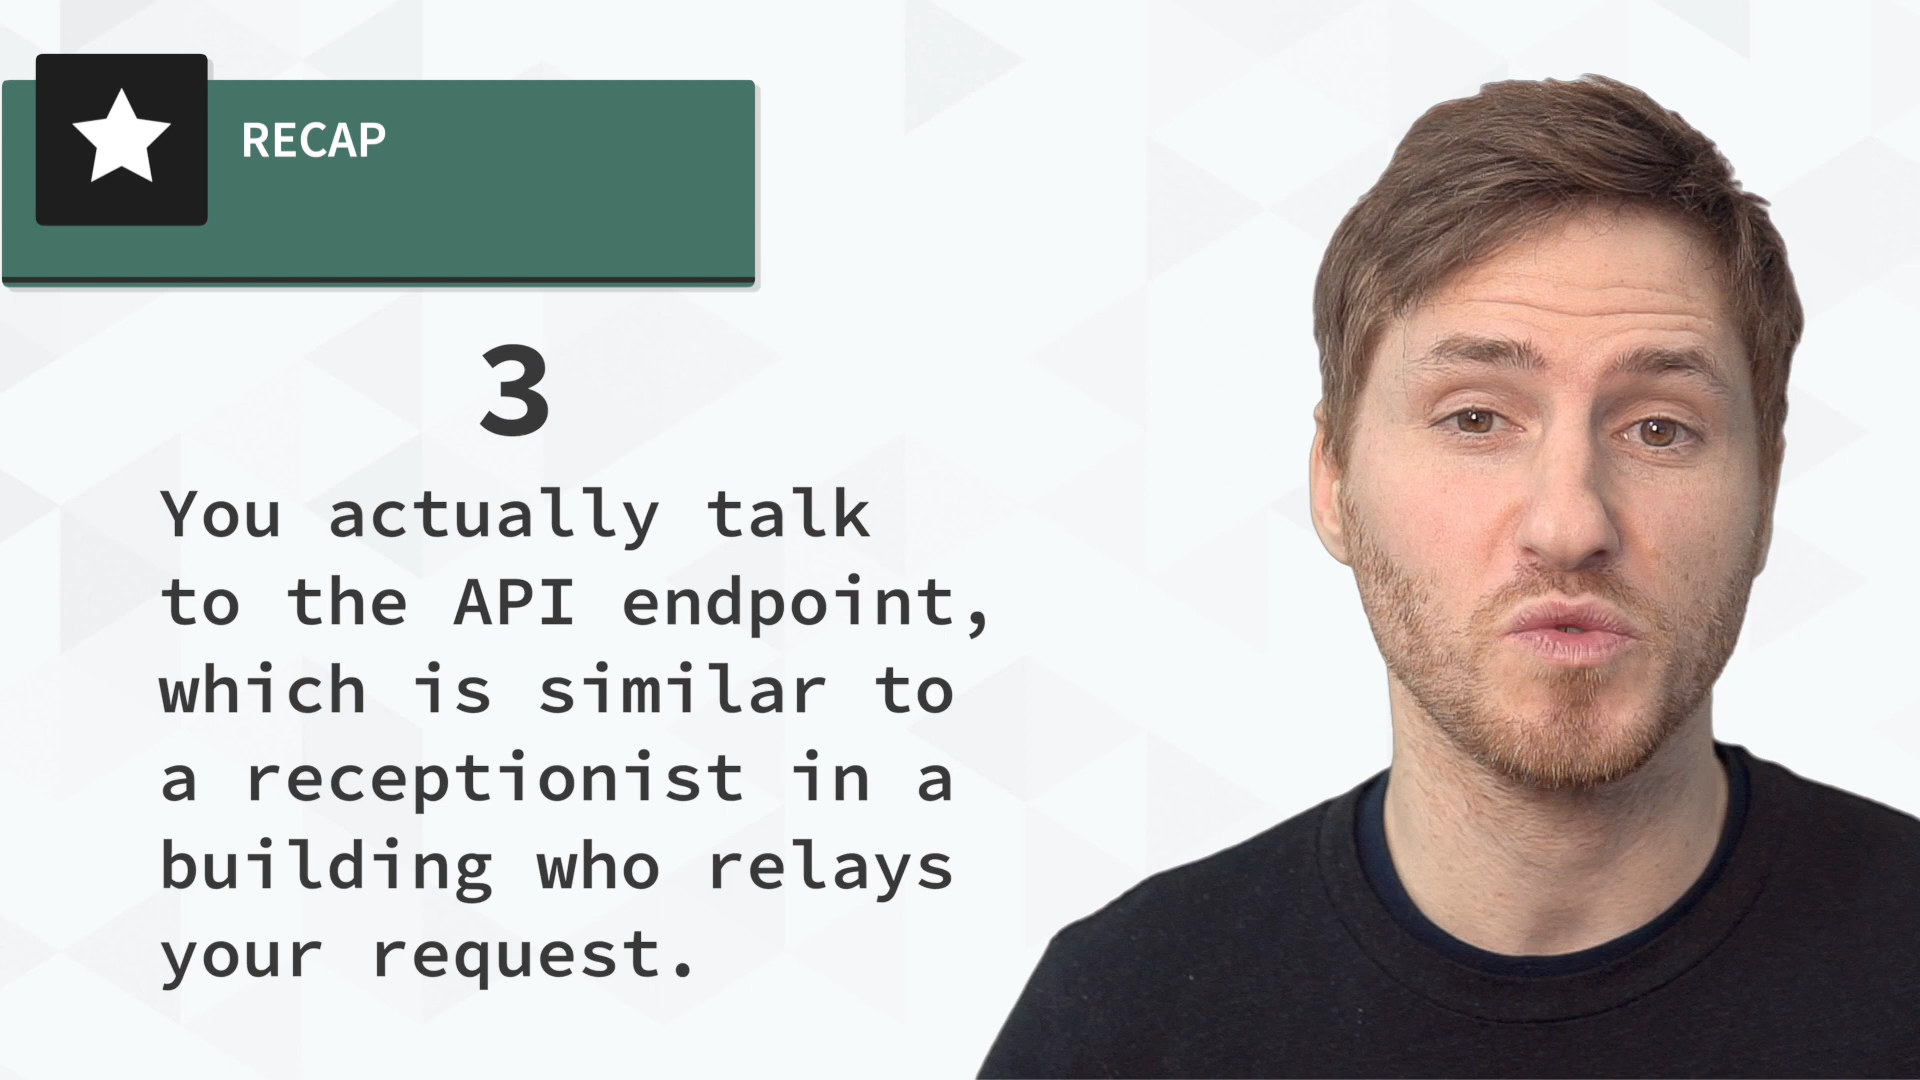 RECAP
3
You actually talk
to the API endpoint,
which is similar to
a receptionist in a
building who relays
your request.